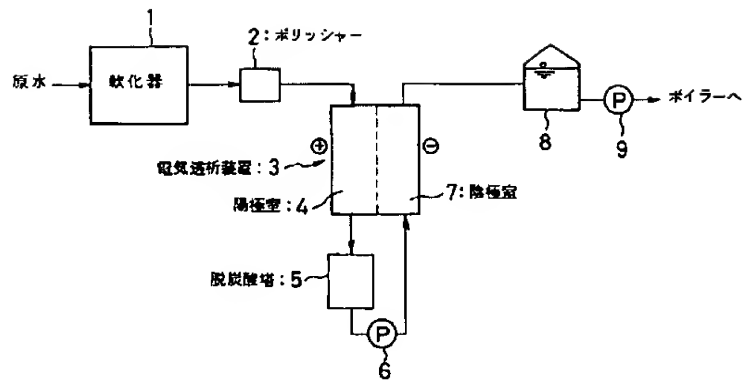 1
2:ポリッシャー
原水
軟化器
P
ボイラーへ
8
9
⊕
⊖
電気透析装置:3
陽極室:4
7:陰極室
脱炭酸塔:5
P
6